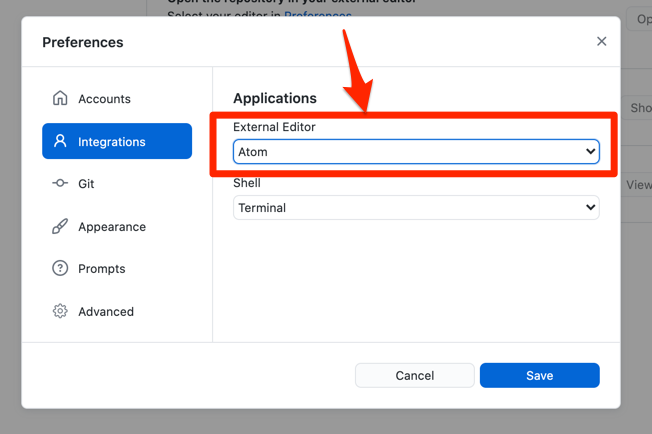 Open the repository in your external editor
Select your editor in Preferences
Op
Preferences
Accounts
Integrations
Git
Appearance
Prompts
Advanced
Applications
External Editor
Atom
Shell
Terminal
Sho
View
Cancel
Save